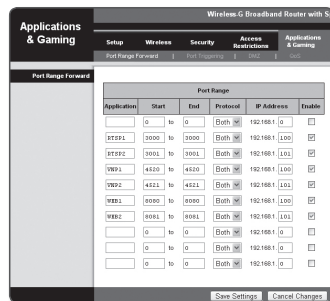 Wireless-G Broadband Router with S
Applications
& Gaming
Setup Wireless Security Access Restrictions Applications & Gaming
Port Range Forward | Port Triggering | DMZ | QoS
Port Range Forward
Port Range
Application Start End Protocol IP Address Enable
0 to 0 Both 192.168.1. 0
RTSP1 3000 to 3000 Both 192.168.1. 100
RTSP2 3001 to 3001 Both 192.168.1. 101
VNP1 4520 to 4520 Both 192.168.1. 100
VNP2 4521 to 4521 Both 192.168.1. 101
WEB1 8080 to 8080 Both 192.168.1. 100
WEB2 8081 to 8081 Both 192.168.1. 101
0 to 0 Both 192.168.1. 0
0 to 0 Both 192.168.1. 0
0 to 0 Both 192.168.1. 0
Save Settings Cancel Changes